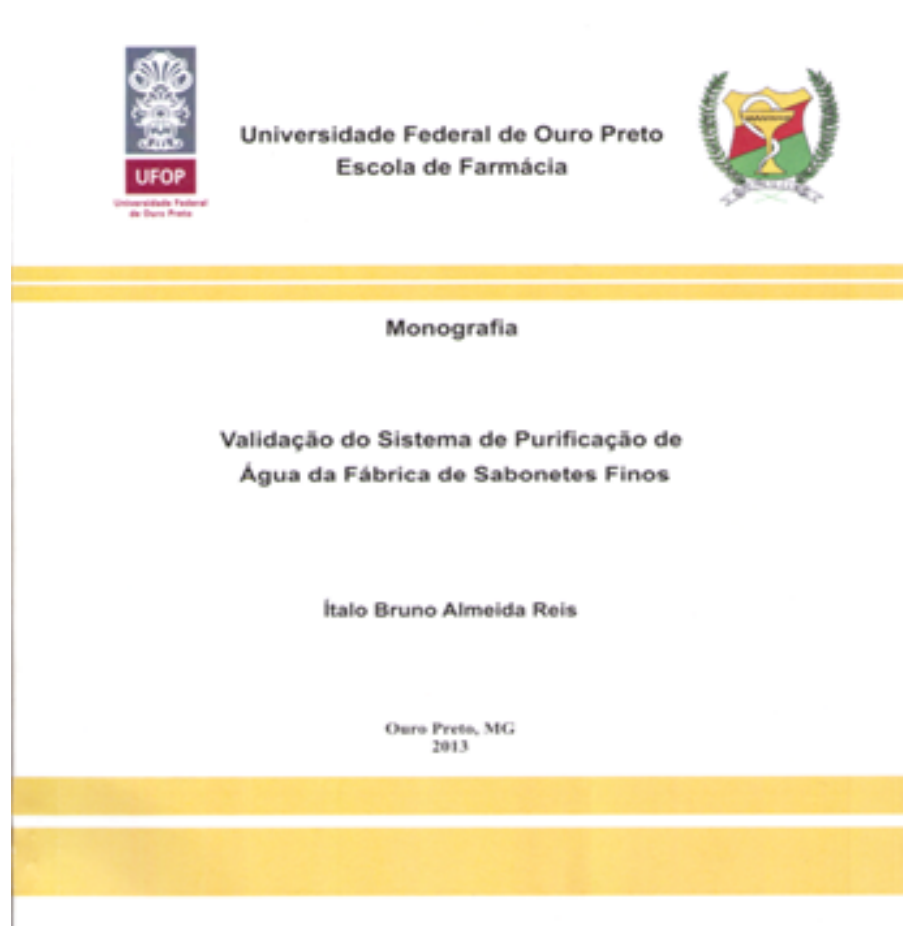 UFOP
Universidade Federal
de Ouro Preto
Universidade Federal de Ouro Preto
Escola de Farmácia
Monografia
Validação do Sistema de Purificação de
Água da Fábrica de Sabonetes Finos
Ítalo Bruno Almeida Reis
Ouro Preto, MG
2013